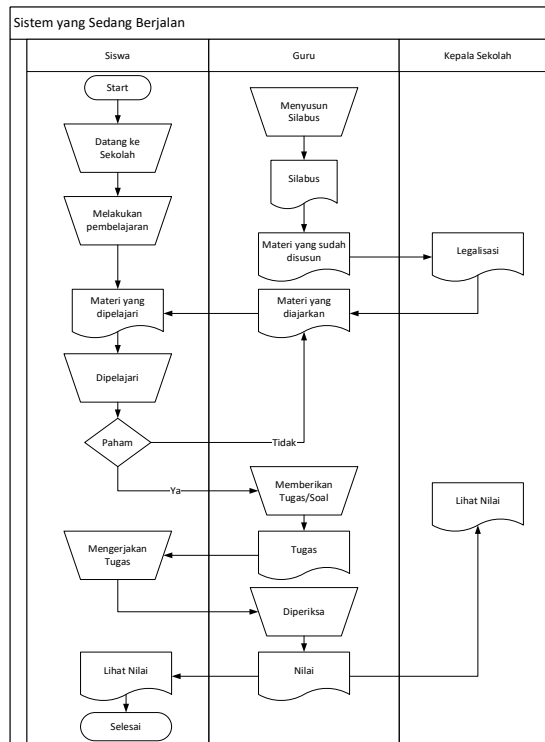 Sistem yang Sedang Berjalan
Siswa
Guru
Kepala Sekolah
Start
Menyusun
Silabus
Datang ke
Sekolah
Silabus
Melakukan
pembelajaran
Materi yang sudah
disusun
Legalisasi
Materi yang
dipelajari
Materi yang
diajarkan
Dipelajari
Paham
Tidak
Ya
Memberikan
Tugas/Soal
Lihat Nilai
Mengerjakan
Tugas
Tugas
Diperiksa
Lihat Nilai
Nilai
Selesai